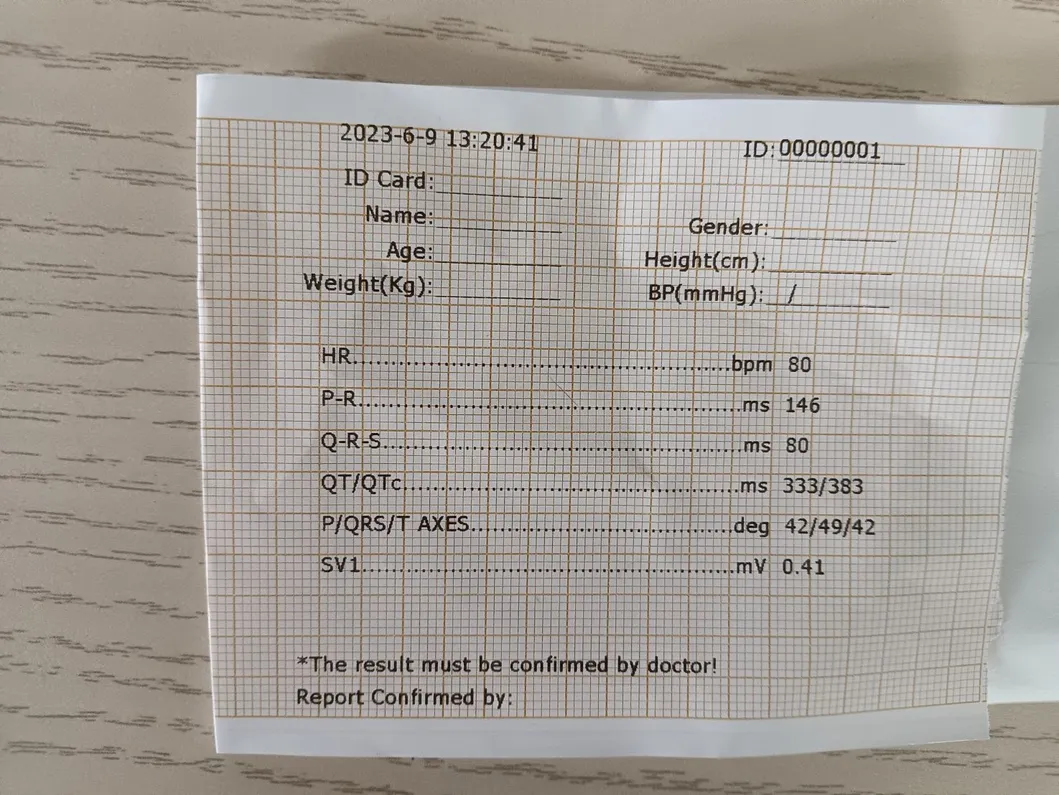 2023-6-9 13:20:41 ID:00000001
ID Card:
Name: Gender:
Age: Height(cm):
Weight(Kg): BP(mmHg): /
HR.............................................bpm 80
P-R.............................................ms 146
Q-R-S..........................................ms 80
QT/QTc.........................................ms 333/383
P/QRS/T AXES................................deg 42/49/42
SV1.............................................mV 0.41
*The result must be confirmed by doctor!
Report Confirmed by: